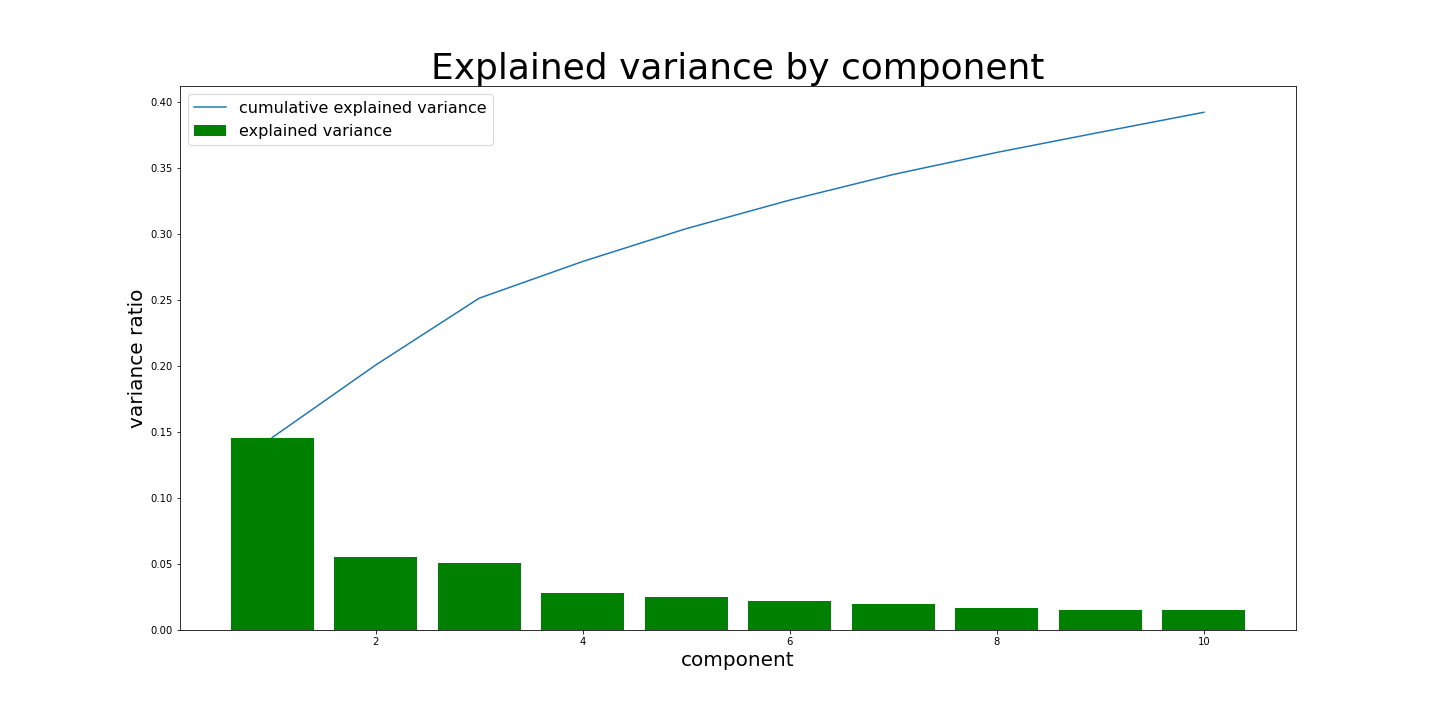 Explained variance by component
cumulative explained variance
explained variance
0.40
0.35
0.30
0.25
0.20
0.15
0.10
0.05
0.00
variance ratio
2 4 6 8 10
component